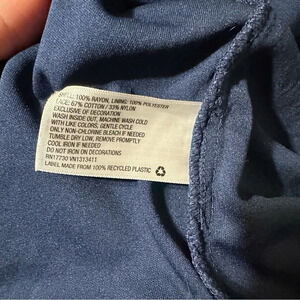 SHELL: 100% RAYON, LINING: 100% POLYESTER
LACE: 67% COTTON / 33% NYLON
EXCLUSIVE OF DECORATION
WASH INSIDE OUT, MACHINE WASH COLD
WITH LIKE COLORS, GENTLE CYCLE
ONLY NON-CHLORINE BLEACH IF NEEDED
TUMBLE DRY LOW, REMOVE PROMPTLY
COOL IRON IF NEEDED
DO NOT IRON ON DECORATIONS
RN17730 VN1313411
LABEL MADE FROM 100% RECYCLED PLASTIC